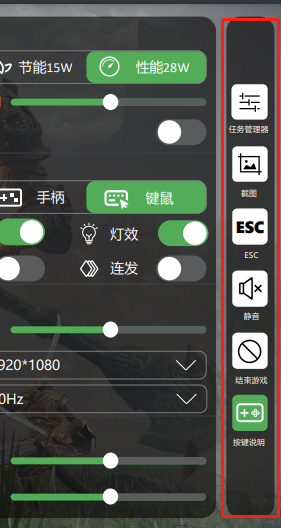 节能15W
性能28W
手柄
键鼠
灯效
连发
920*1080
0Hz
任务管理器
截图
ESC
ESC
静音
结束游戏
按键说明